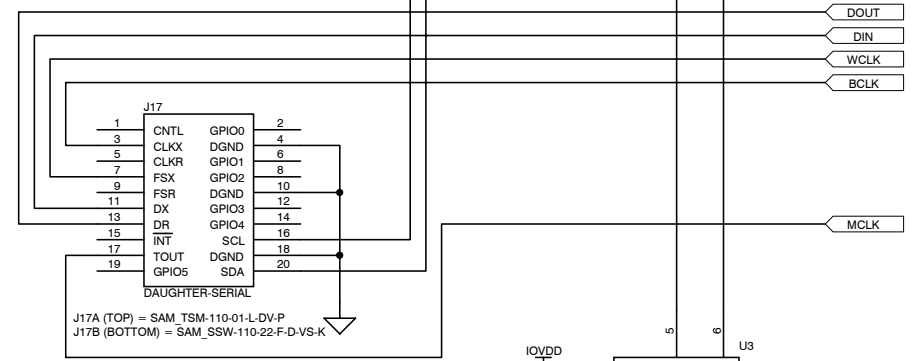 DOUT
DIN
WCLK
BCLK
J17
1 CNTL GPIO0 2
3 CLKX DGND 4
5 CLKR GPIO1 6
7 FSX GPIO2 8
9 FSR DGND 10
11 DX GPIO3 12
13 DR GPIO4 14
MCLK
15 INT SCL 16
17 TOUT DGND 18
19 GPIO5 SDA 20
DAUGHTER-SERIAL
J17A (TOP) = SAM_TSM-110-01-L-DV-P
J17B (BOTTOM) = SAM_SSW-110-22-F-D-VS-K
5 6
IOVDD U3